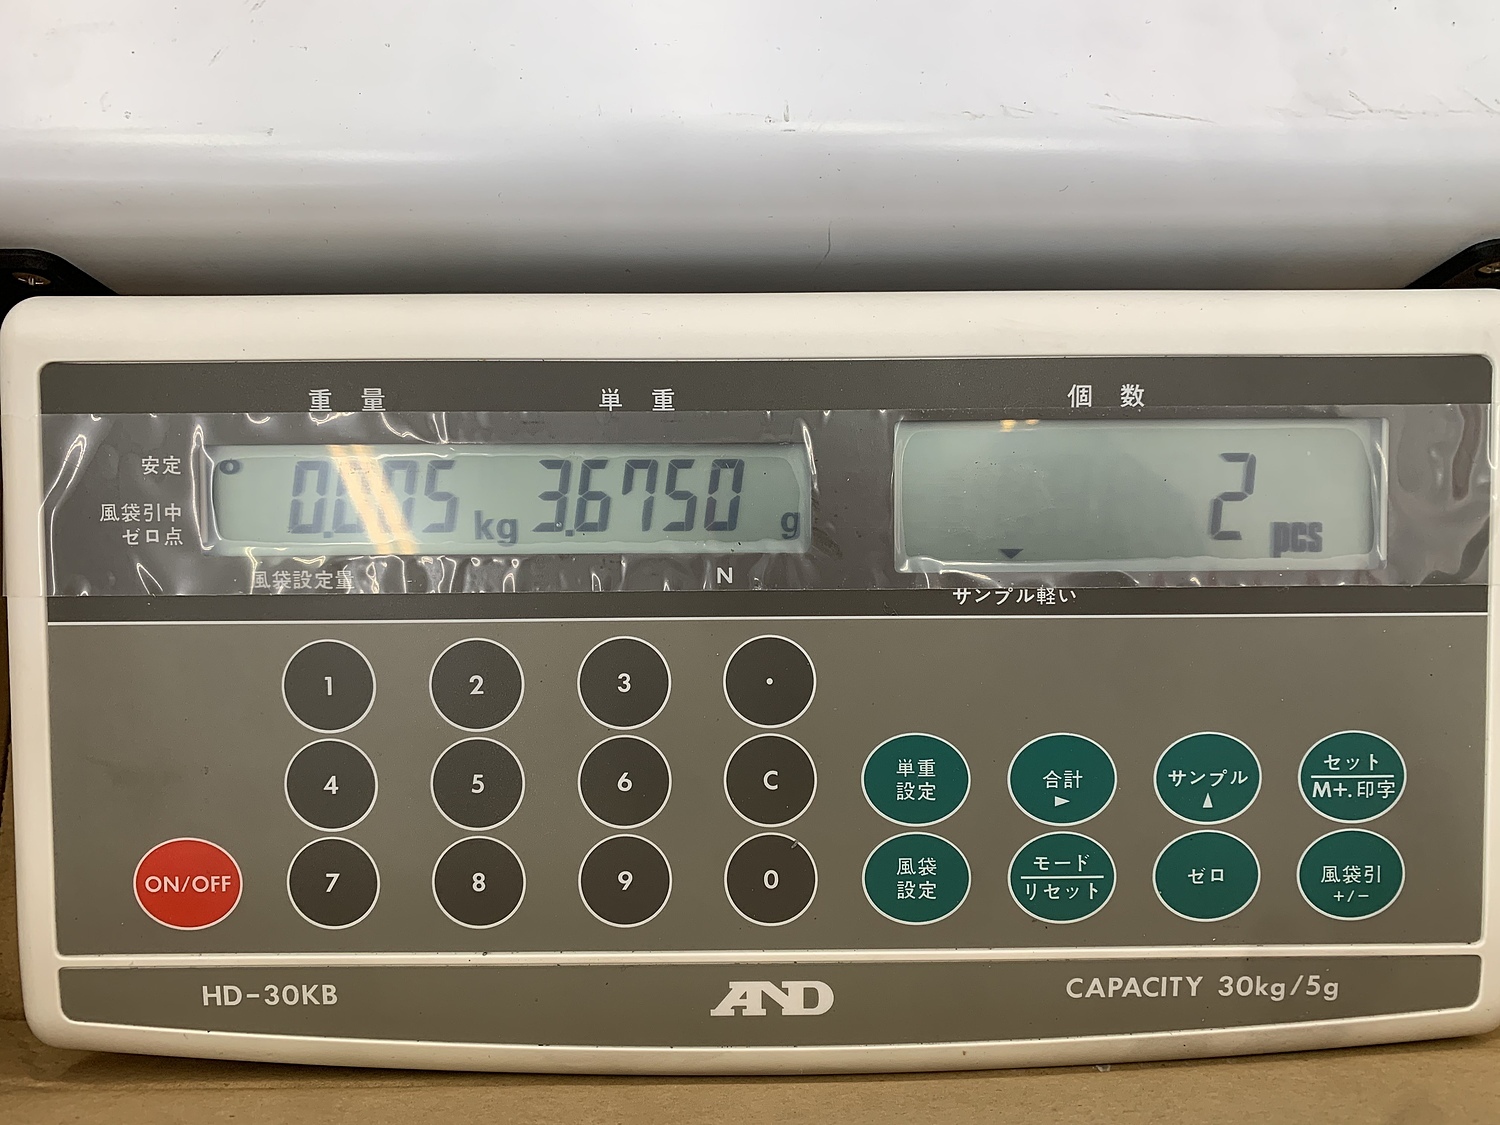 重量 単重 個数
安定
0.005 kg 3.6750 g
2 pcs
風袋引中
ゼロ点
風袋設定量 N
サンプル軽い
1 2 3 ·
4 5 6 C
単重設定 合計 サンプル セット M+.印字
ON/OFF 7 8 9 0
風袋設定 モード リセット ゼロ 風袋引 +/−
HD-30KB AND CAPACITY 30kg/5g